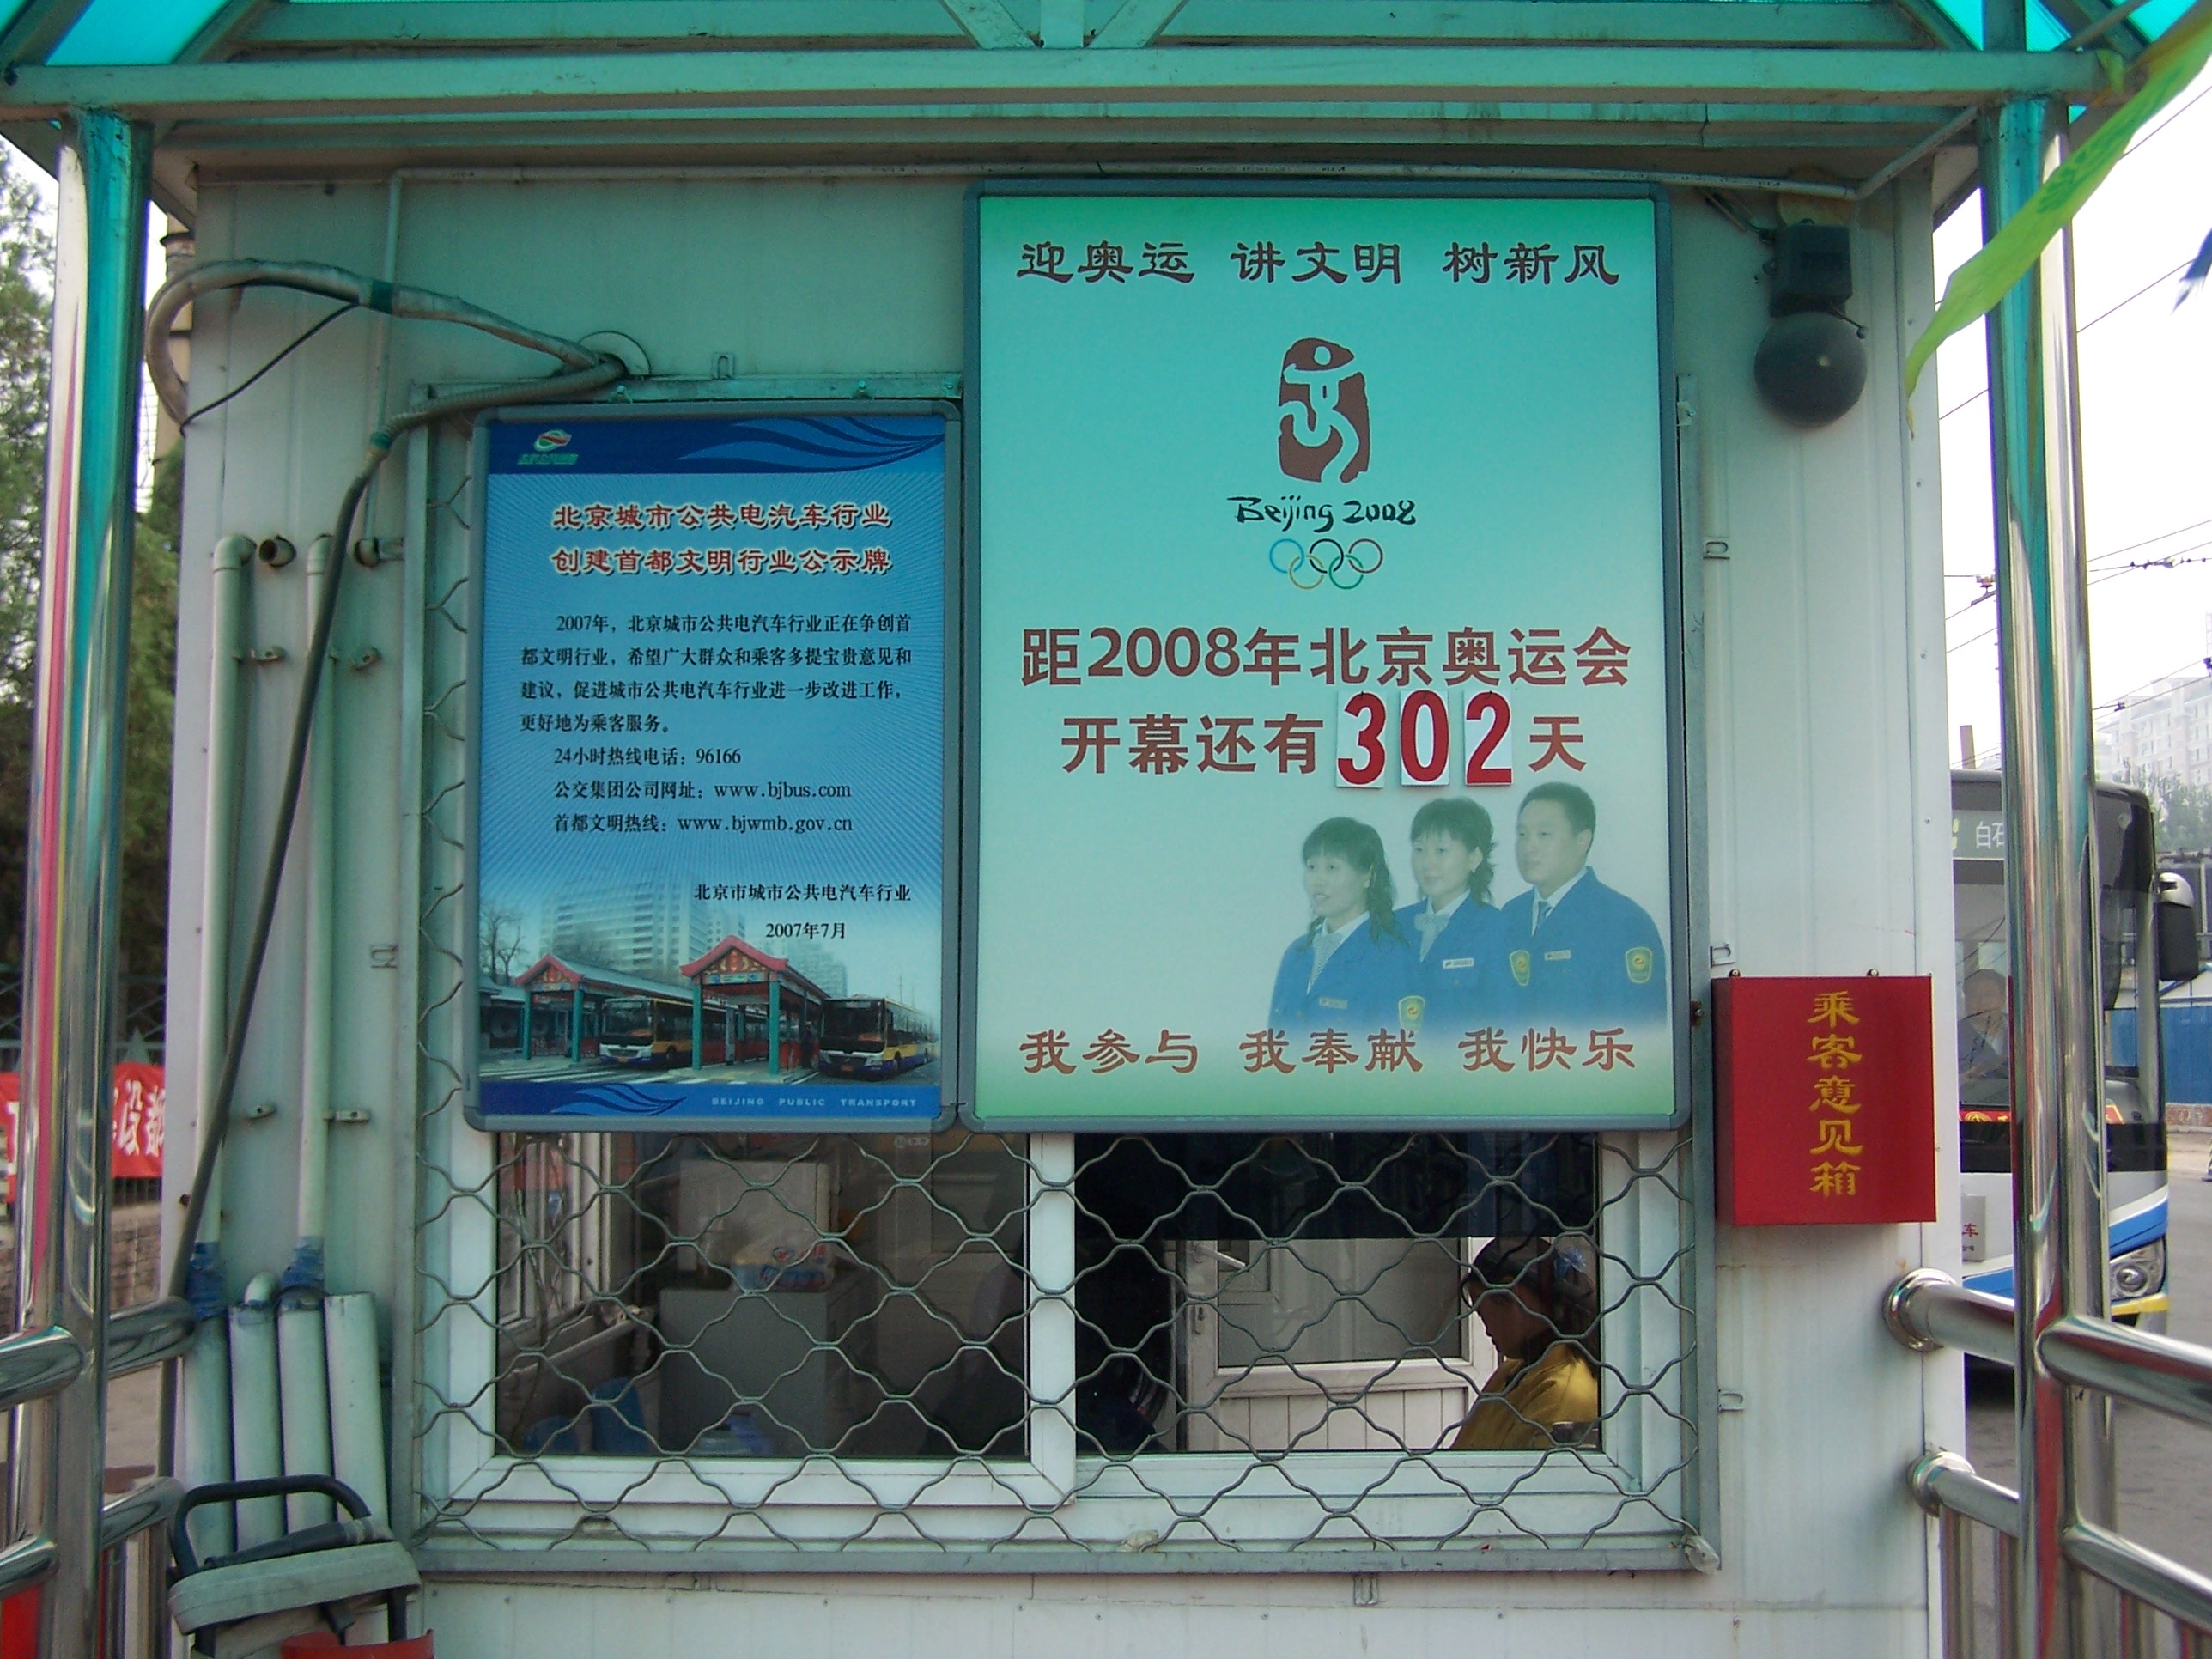 北京城市公共电汽车行业
创建首都文明行业公示牌
2007年，北京城市公共电汽车行业正在争创首
都文明行业，希望广大群众和乘客多提宝贵意见和
建议，促进城市公共电汽车行业进一步改进工作，
更好地为乘客服务。
24小时热线电话：96166
公交集团公司网址：www.bjbus.com
首都文明热线：www.bjwmb.gov.cn
北京市城市公共电汽车行业
2007年7月
BEIJING PUBLIC TRANSPORT
迎奥运 讲文明 树新风
Beijing 2008
距2008年北京奥运会
开幕还有302天
我参与 我奉献 我快乐
乘客意见箱
白石
车
设都